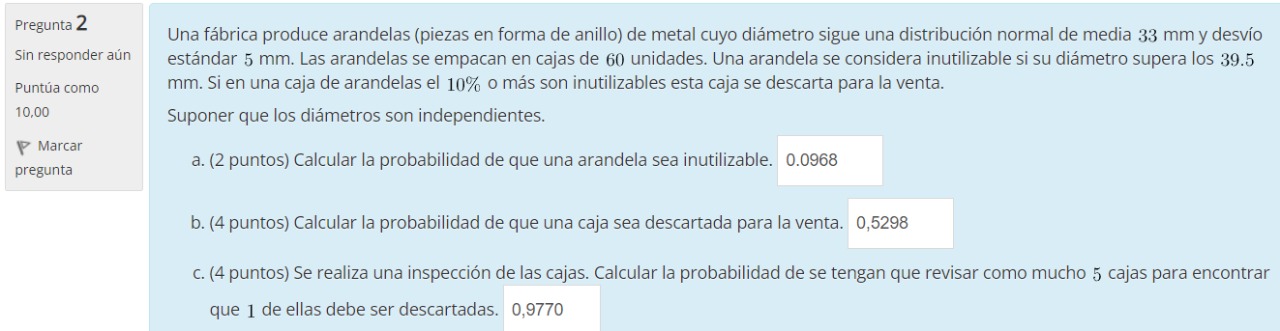 Pregunta 2
Sin responder aún
Puntúa como
10,00
Marcar
pregunta
Una fábrica produce arandelas (piezas en forma de anillo) de metal cuyo diámetro sigue una distribución normal de media 33 mm y desvío
estándar 5 mm. Las arandelas se empacan en cajas de 60 unidades. Una arandela se considera inutilizable si su diámetro supera los 39.5
mm. Si en una caja de arandelas el 10% o más son inutilizables esta caja se descarta para la venta.
Suponer que los diámetros son independientes.
a. (2 puntos) Calcular la probabilidad de que una arandela sea inutilizable. 0.0968
b. (4 puntos) Calcular la probabilidad de que una caja sea descartada para la venta. 0,5298
c. (4 puntos) Se realiza una inspección de las cajas. Calcular la probabilidad de se tengan que revisar como mucho 5 cajas para encontrar
que 1 de ellas debe ser descartadas. 0,9770